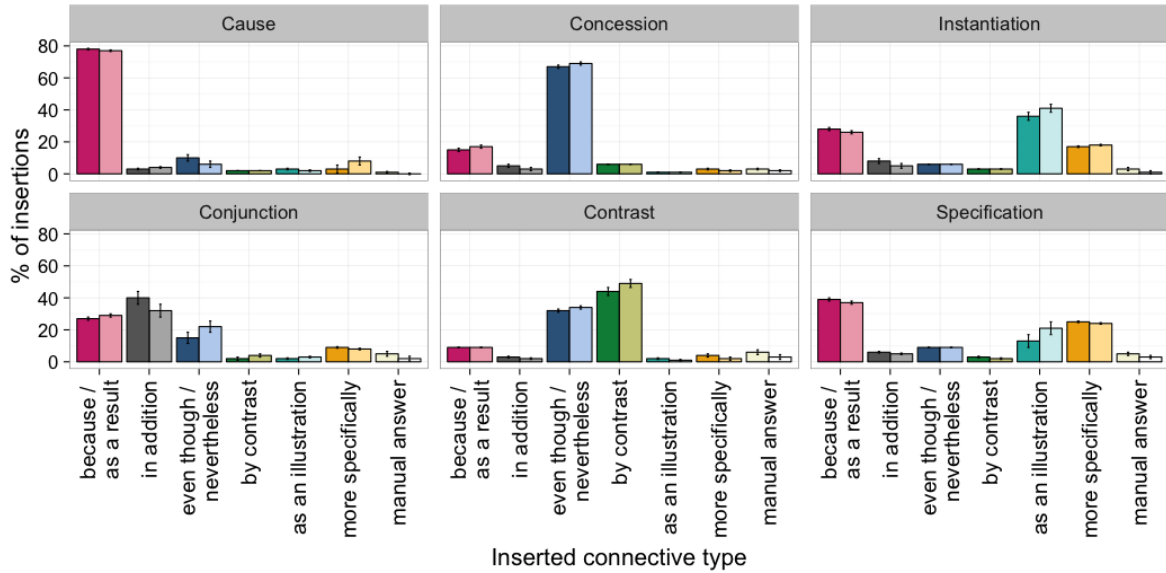 Cause
Concession
Instantiation
80
60
40
20
0
Conjunction
Contrast
Specification
80
60
40
20
0
% of insertions
because /
as a result
in addition
even though /
nevertheless
by contrast
as an illustration
more specifically
manual answer
because /
as a result
in addition
even though /
nevertheless
by contrast
as an illustration
more specifically
manual answer
because /
as a result
in addition
even though /
nevertheless
by contrast
as an illustration
more specifically
manual answer
Inserted connective type